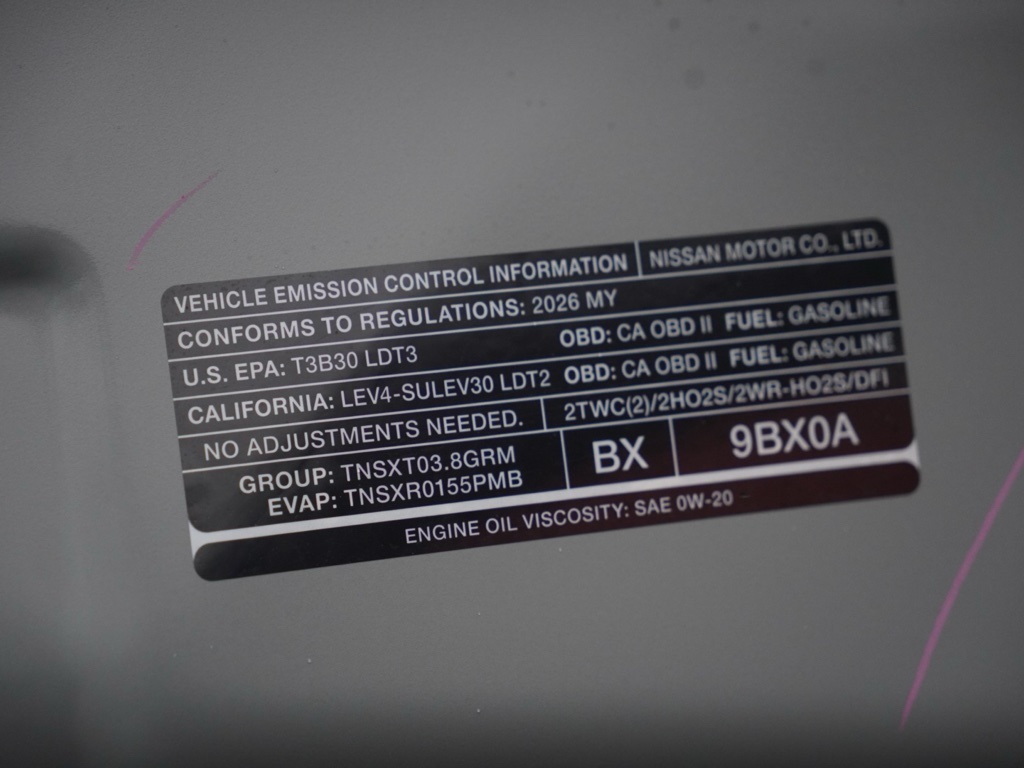 VEHICLE EMISSION CONTROL INFORMATION NISSAN MOTOR CO., LTD.
CONFORMS TO REGULATIONS: 2026 MY
U.S. EPA: T3B30 LDT3 OBD: CA OBD II FUEL: GASOLINE
CALIFORNIA: LEV4-SULEV30 LDT2 OBD: CA OBD II FUEL: GASOLINE
NO ADJUSTMENTS NEEDED. 2TWC(2)/2HO2S/2WR-HO2S/DFI
GROUP: TNSXT03.8GRM BX 9BX0A
EVAP: TNSXR0155PMB
ENGINE OIL VISCOSITY: SAE 0W-20